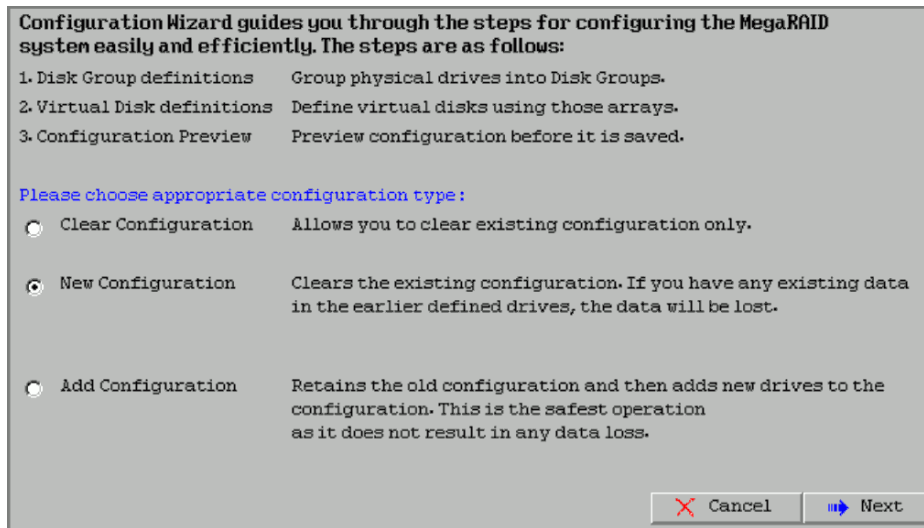 Configuration Wizard guides you through the steps for configuring the MegaRAID
system easily and efficiently. The steps are as follows:
1. Disk Group definitions Group physical drives into Disk Groups.
2. Virtual Disk definitions Define virtual disks using those arrays.
3. Configuration Preview Preview configuration before it is saved.
Please choose appropriate configuration type:
Clear Configuration Allows you to clear existing configuration only.
New Configuration Clears the existing configuration. If you have any existing data
in the earlier defined drives, the data will be lost.
Add Configuration Retains the old configuration and then adds new drives to the
configuration. This is the safest operation
as it does not result in any data loss.
Cancel Next